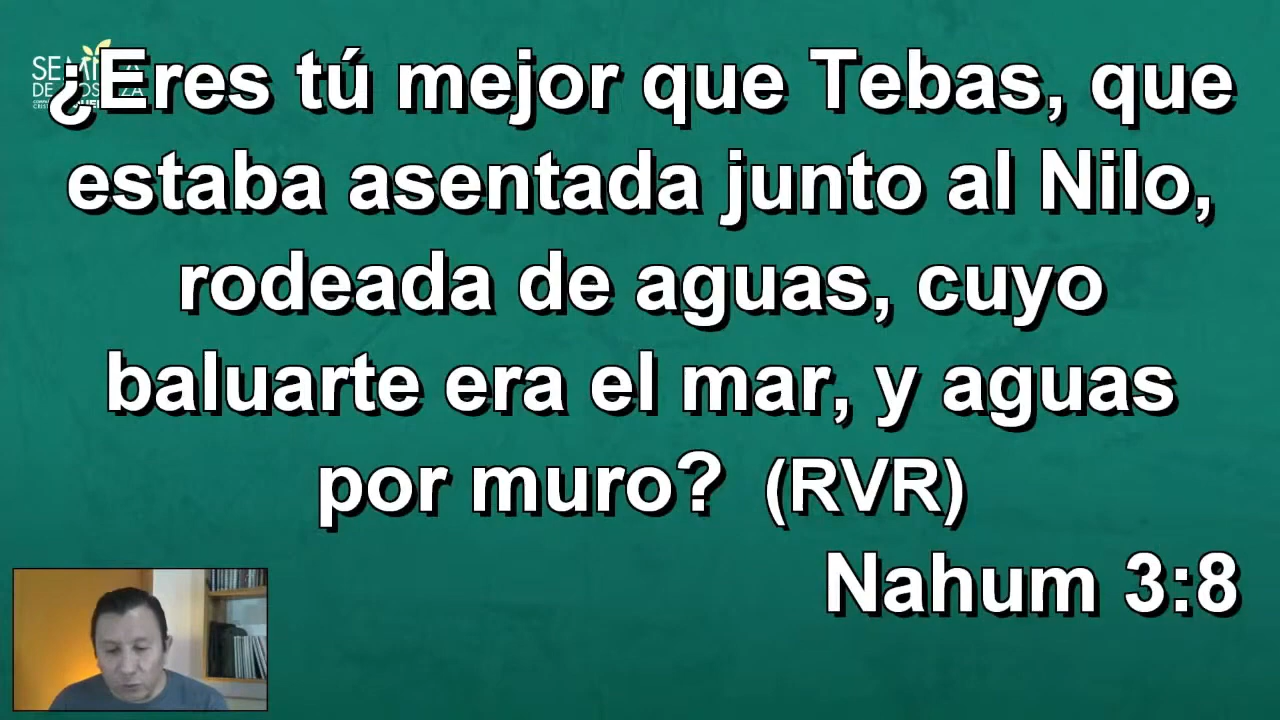 ¿Eres tú mejor que Tebas, que
estaba asentada junto al Nilo,
rodeada de aguas, cuyo
baluarte era el mar, y aguas
por muro? (RVR)
Nahum 3:8